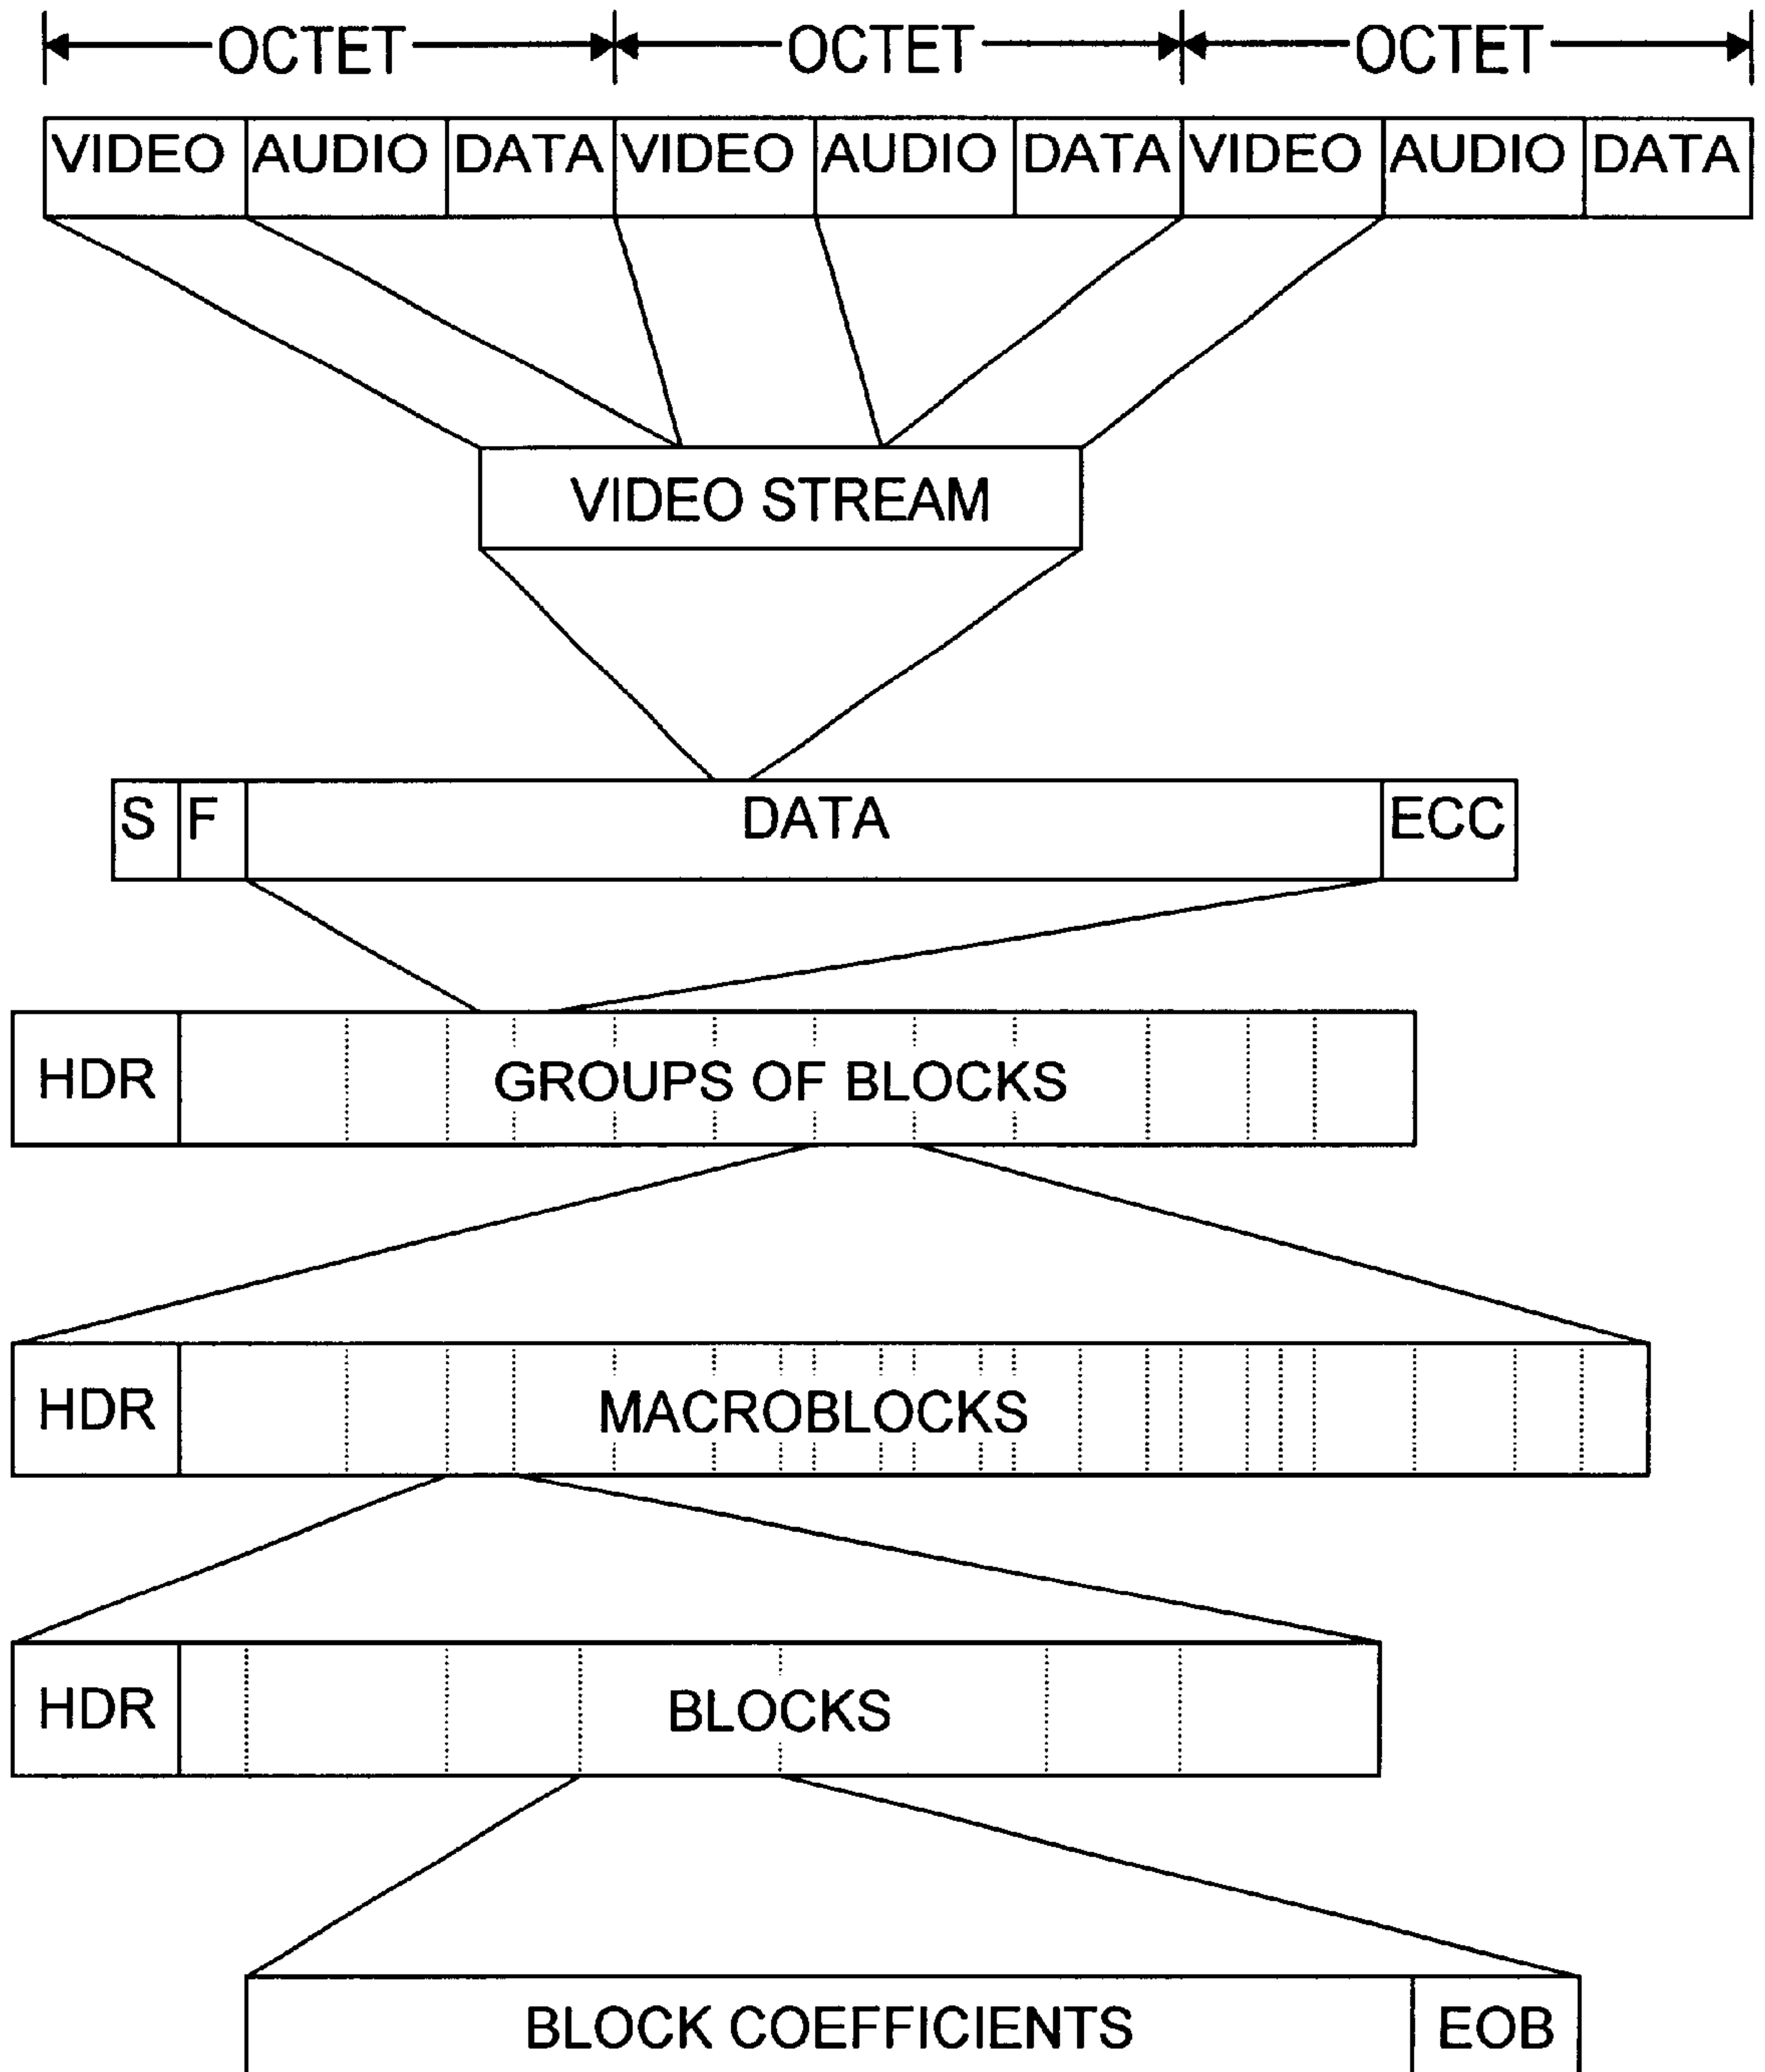 OCTET OCTET OCTET
VIDEO AUDIO DATA VIDEO AUDIO DATA VIDEO AUDIO DATA
VIDEO STREAM
S F DATA ECC
HDR GROUPS OF BLOCKS
HDR MACROBLOCKS
HDR BLOCKS
BLOCK COEFFICIENTS EOB